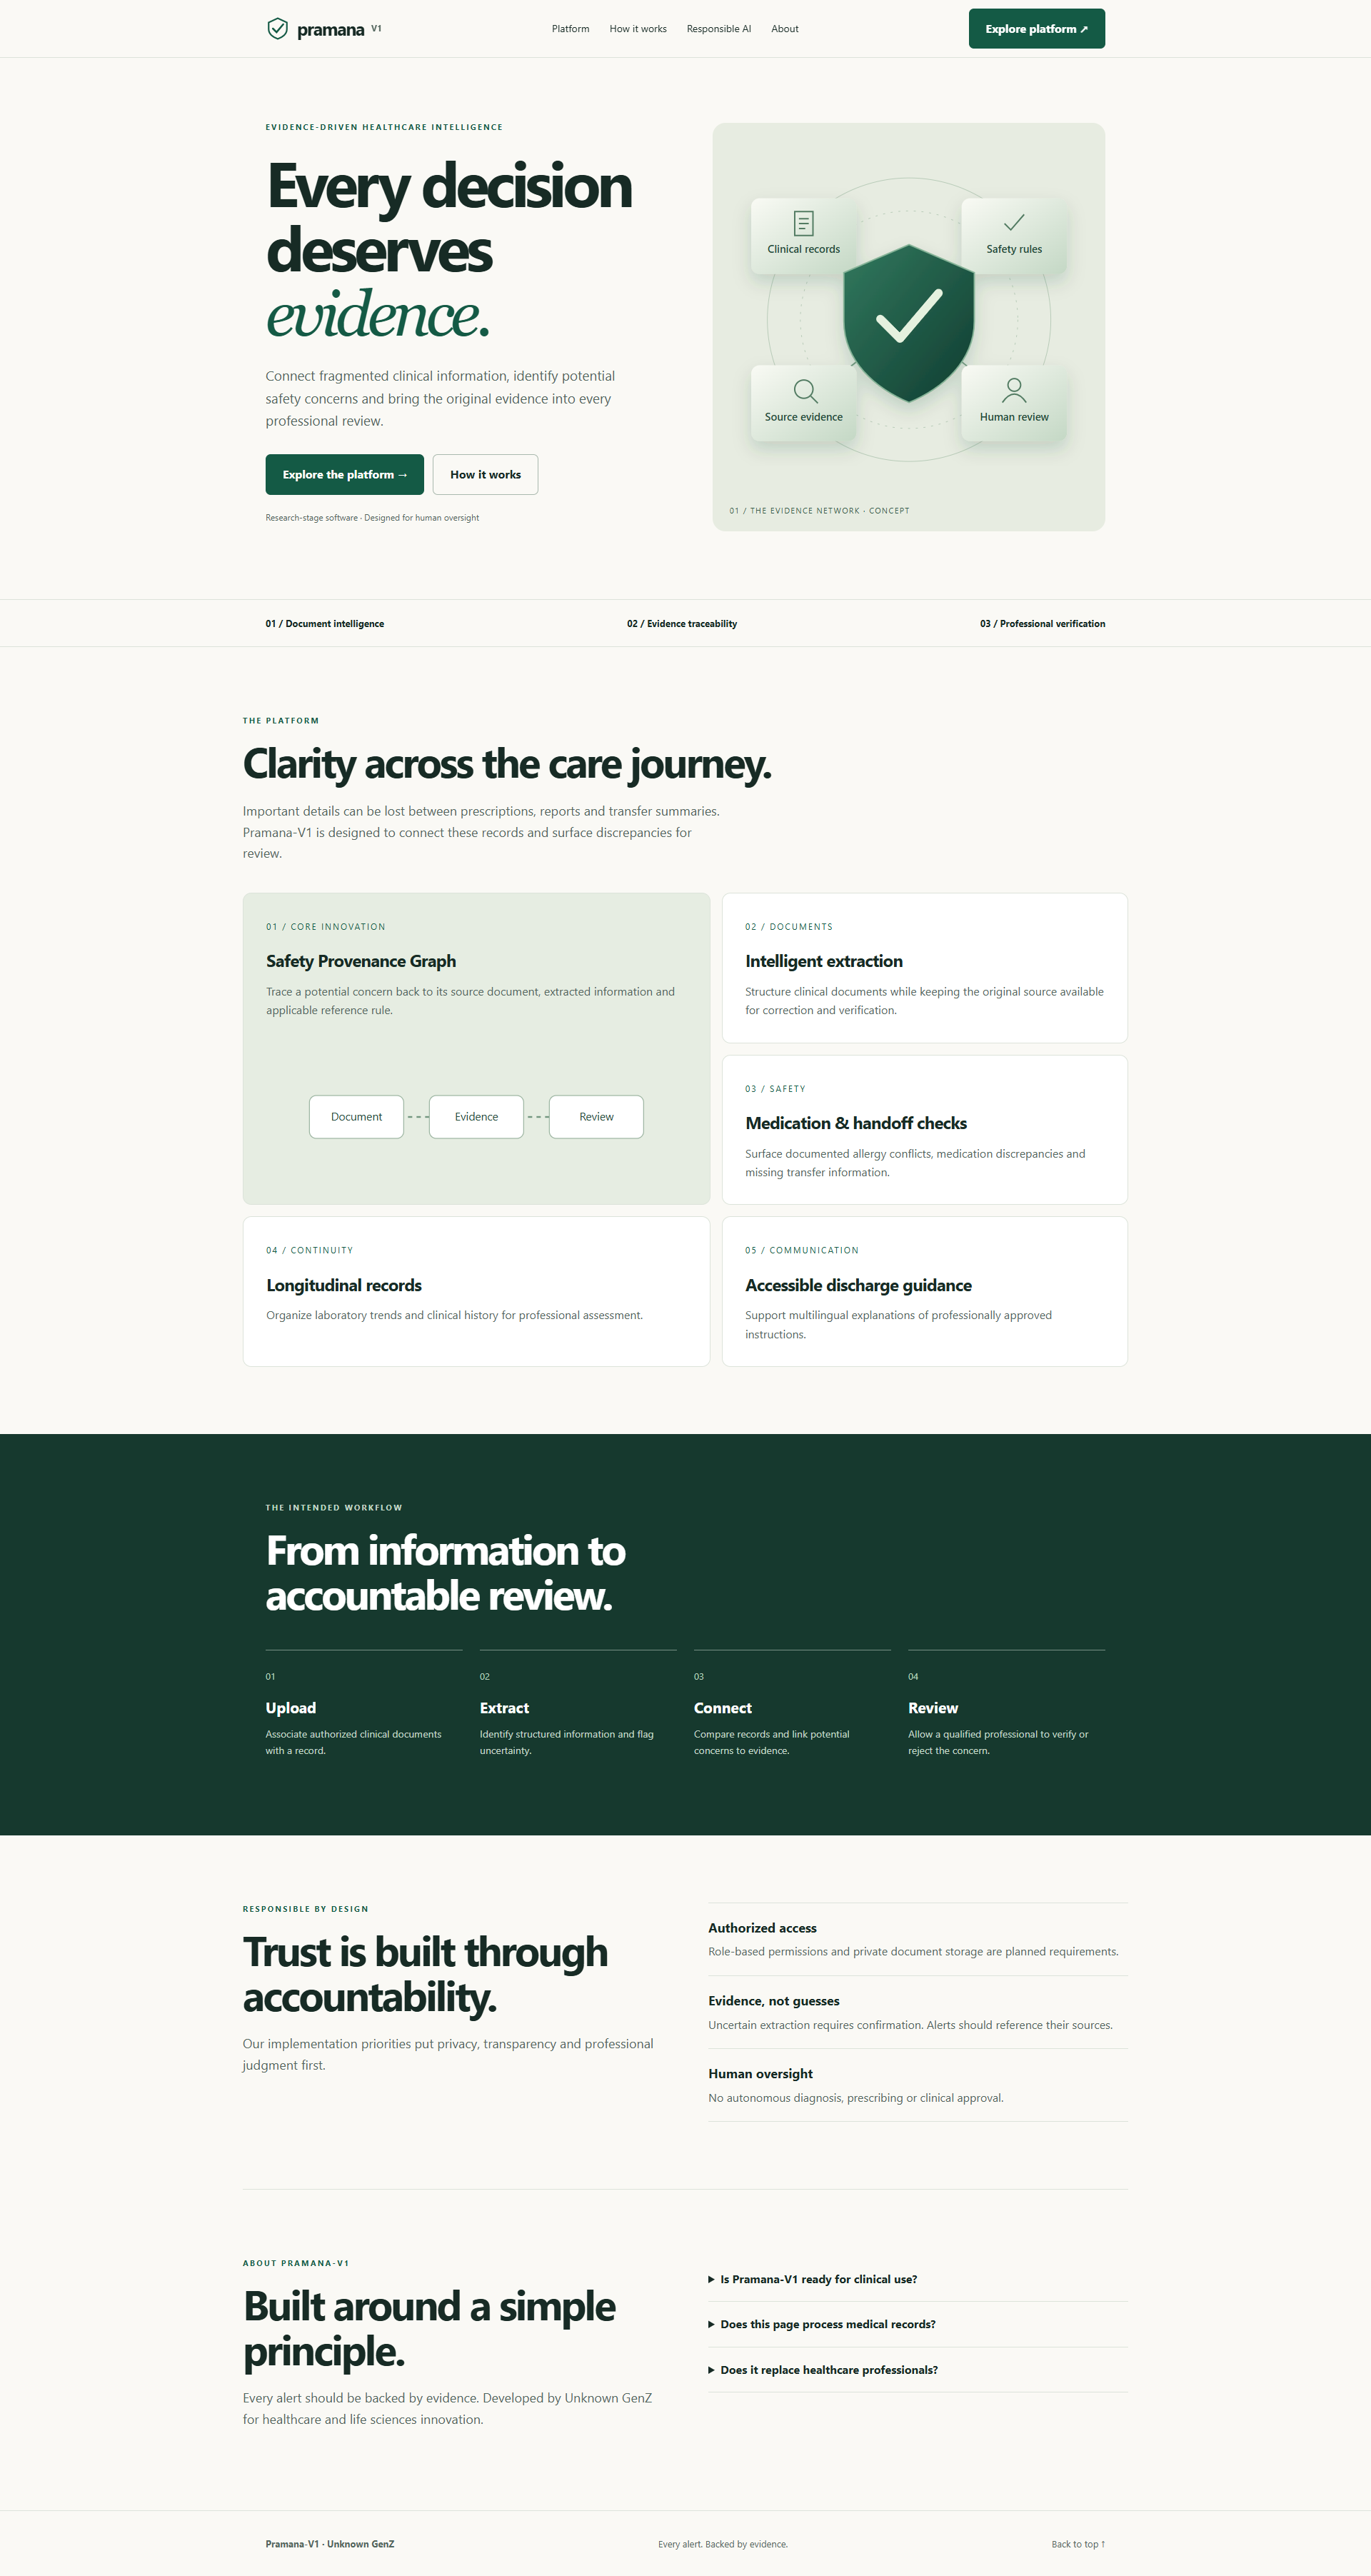 pramana V1
Platform
How it works
Responsible AI
About
Explore platform ↗
EVIDENCE-DRIVEN HEALTHCARE INTELLIGENCE
Every decision
deserves
evidence.
Connect fragmented clinical information, identify potential
safety concerns and bring the original evidence into every
professional review.
Explore the platform →
How it works
Research-stage software · Designed for human oversight
Clinical records
Safety rules
Source evidence
Human review
01 / THE EVIDENCE NETWORK · CONCEPT
01 / Document intelligence
02 / Evidence traceability
03 / Professional verification
THE PLATFORM
Clarity across the care journey.
Important details can be lost between prescriptions, reports and transfer summaries.
Pramana-V1 is designed to connect these records and surface discrepancies for
review.
01 / CORE INNOVATION
Safety Provenance Graph
Trace a potential concern back to its source document, extracted information and
applicable reference rule.
Document
Evidence
Review
02 / DOCUMENTS
Intelligent extraction
Structure clinical documents while keeping the original source available
for correction and verification.
03 / SAFETY
Medication & handoff checks
Surface documented allergy conflicts, medication discrepancies and
missing transfer information.
04 / CONTINUITY
Longitudinal records
Organize laboratory trends and clinical history for professional assessment.
05 / COMMUNICATION
Accessible discharge guidance
Support multilingual explanations of professionally approved
instructions.
THE INTENDED WORKFLOW
From information to
accountable review.
01
Upload
Associate authorized clinical documents
with a record.
02
Extract
Identify structured information and flag
uncertainty.
03
Connect
Compare records and link potential
concerns to evidence.
04
Review
Allow a qualified professional to verify or
reject the concern.
RESPONSIBLE BY DESIGN
Trust is built through
accountability.
Our implementation priorities put privacy, transparency and professional
judgment first.
Authorized access
Role-based permissions and private document storage are planned requirements.
Evidence, not guesses
Uncertain extraction requires confirmation. Alerts should reference their sources.
Human oversight
No autonomous diagnosis, prescribing or clinical approval.
ABOUT PRAMANA-V1
Built around a simple
principle.
Every alert should be backed by evidence. Developed by Unknown GenZ
for healthcare and life sciences innovation.
Is Pramana-V1 ready for clinical use?
Does this page process medical records?
Does it replace healthcare professionals?
Pramana-V1 · Unknown GenZ
Every alert. Backed by evidence.
Back to top ↑